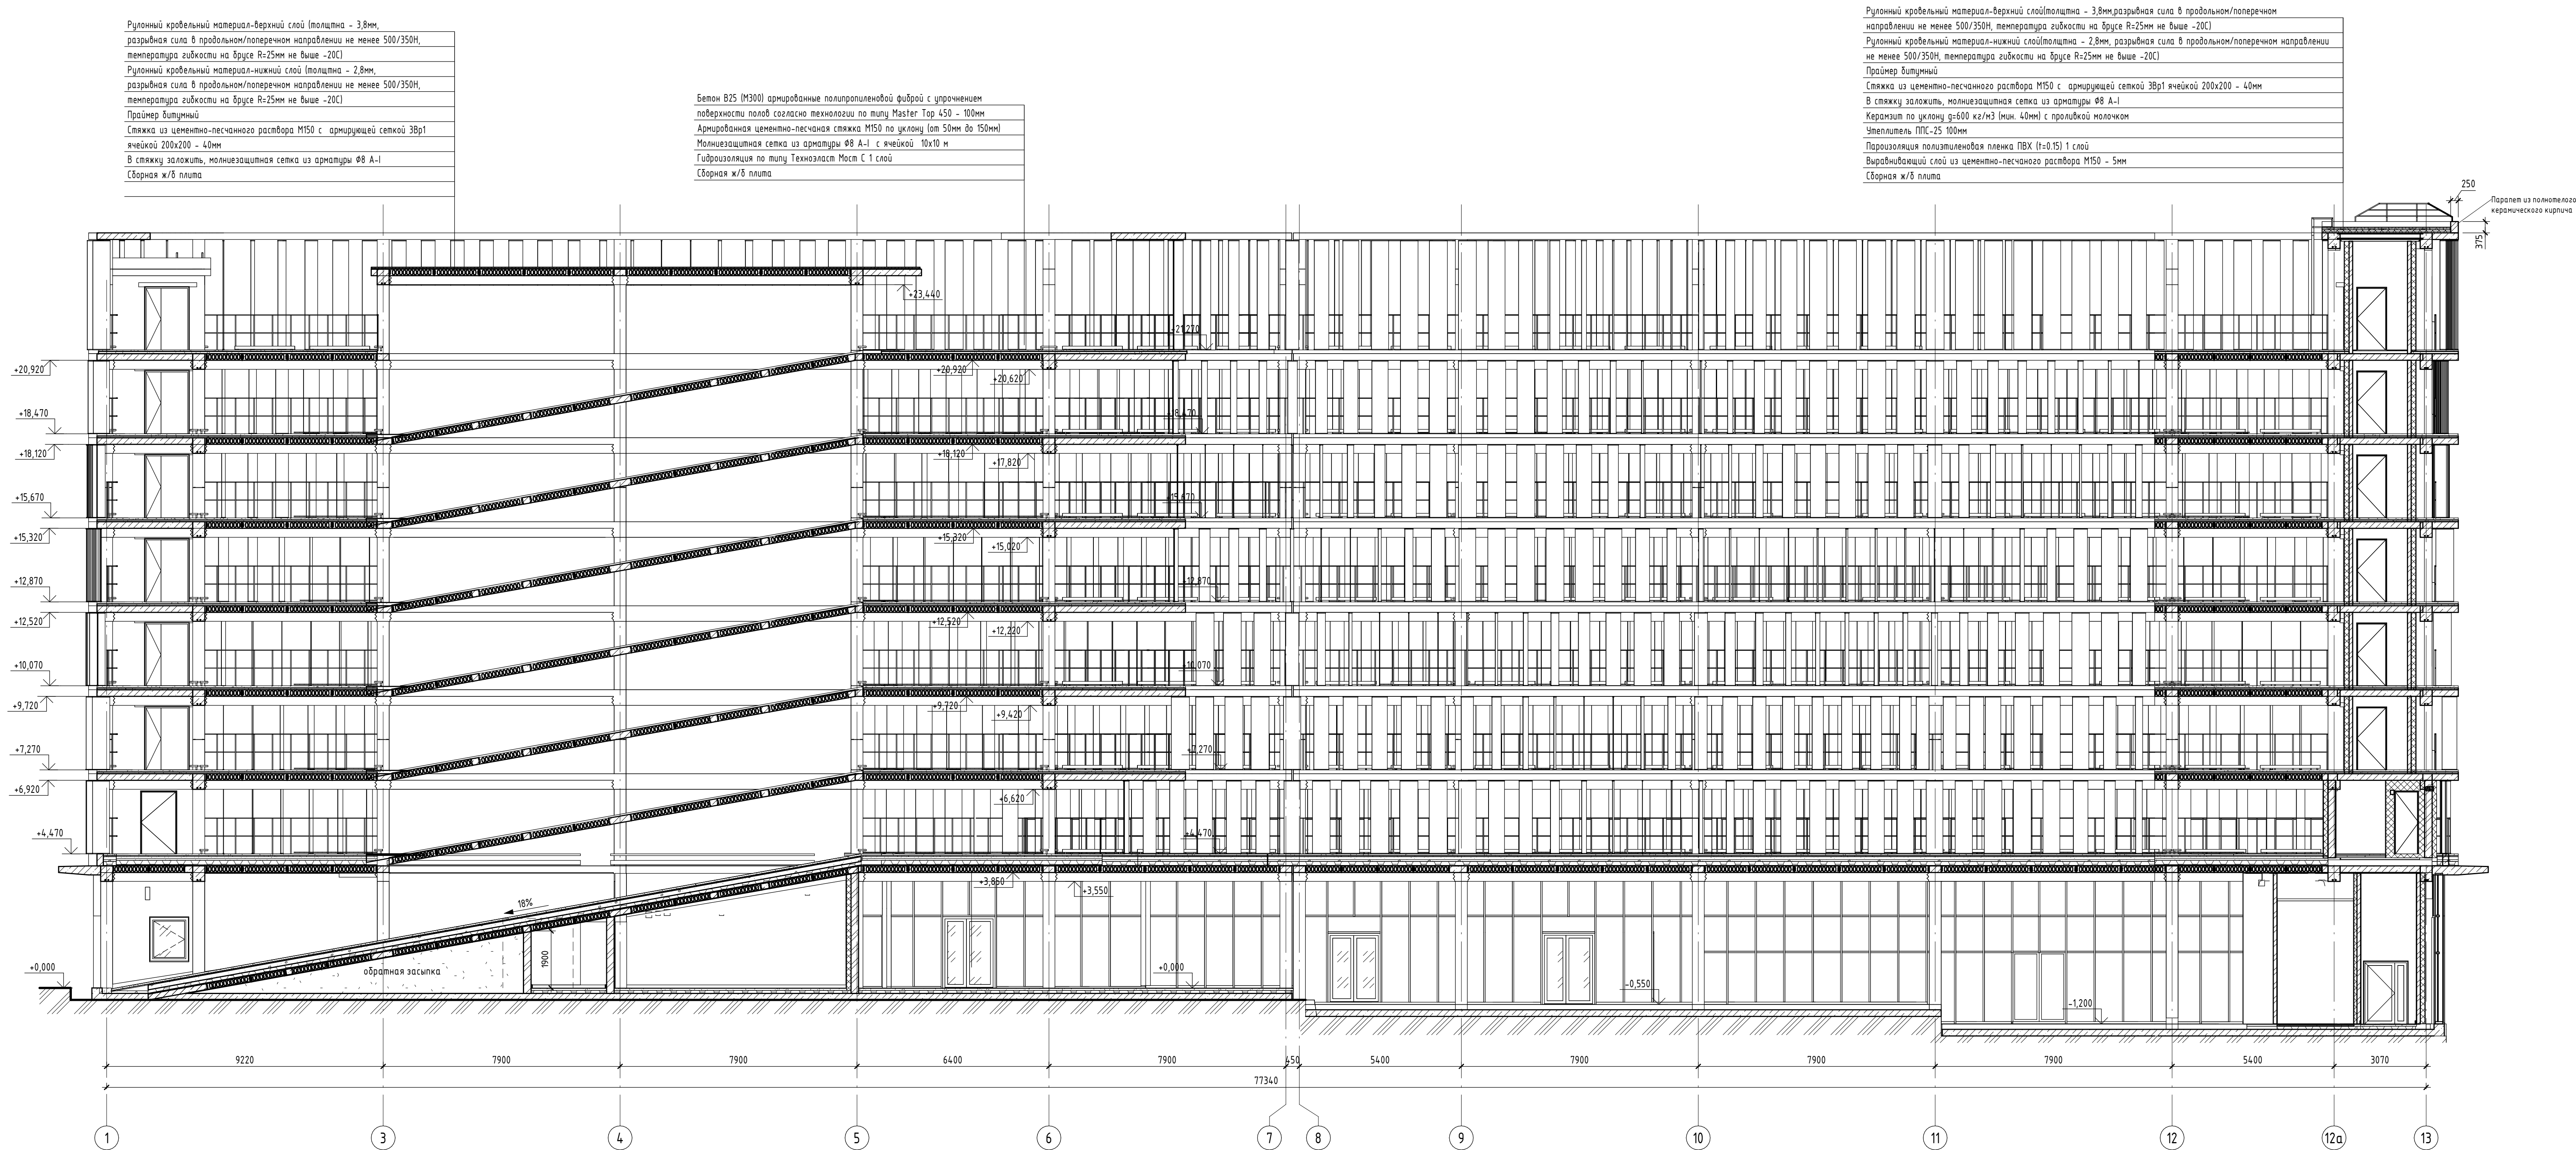 Рулонный кровельный материал-верхний слой (толщтна - 3,8мм,
разрывная сила в продольном/поперечном направлении не менее 500/350Н,
температура гибкости на брусе R=25мм не выше -20С)
Рулонный кровельный материал-нижний слой (толщтна - 2,8мм,
разрывная сила в продольном/поперечном направлении не менее 500/350Н,
температура гибкости на брусе R=25мм не выше -20С)
Праймер битумный
Стяжка из цементно-песчанного раствора М150 с армирующей сеткой 3Вр1
ячейкой 200х200 - 40мм
В стяжку заложить, молниезащитная сетка из арматуры Ф8 А-I
Сборная ж/б плита
Бетон В25 (М300) армированные полипропиленовой фиброй с упрочнением
поверхности полов согласно технологии по типу Master Top 450 - 100мм
Армированная цементно-песчаная стяжка М150 по уклону (от 50мм до 150мм)
Молниезащитная сетка из арматуры Ф8 А-I с ячейкой 10х10 м
Гидроизоляция по типу Техноэласт Мост С 1 слой
Сборная ж/б плита
Рулонный кровельный материал-верхний слой(толщтна - 3,8мм,разрывная сила в продольном/поперечном
направлении не менее 500/350Н, температура гибкости на брусе R=25мм не выше -20С)
Рулонный кровельный материал-нижний слой(толщтна - 2,8мм, разрывная сила в продольном/поперечном направлении
не менее 500/350Н, температура гибкости на брусе R=25мм не выше -20С)
Праймер битумный
Стяжка из цементно-песчанного раствора М150 с армирующей сеткой 3Вр1 ячейкой 200х200 - 40мм
В стяжку заложить, молниезащитная сетка из арматуры Ф8 А-I
Керамзит по уклону g=600 кг/м3 (мин. 40мм) с проливкой молочком
Утеплитель ППС-25 100мм
Пароизоляция полиэтиленовая пленка ПВХ (t=0.15) 1 слой
Выравнивающий слой из цементно-песчаного раствора М150 - 5мм
Сборная ж/б плита
250
Парапет из полнотелого
керамического кирпича
375
+23,440
+21,270
+20,920
+20,920
+20,620
+18,470
+18,470
+18,120
+18,120
+17,820
+15,670
+15,670
+15,320
+15,320
+15,020
+12,870
+12,870
+12,520
+12,520
+12,220
+10,070
+10,070
+9,720
+9,720
+9,420
+7,270
+7,270
+6,920
+6,620
+4,470
+4,470
+3,850
+3,550
18%
1900
обратная засыпка
+0,000
+0,000
-0,550
-1,200
9220 7900 7900 6400 7900 450 5400 7900 7900 7900 5400 3070
77340
1 3 4 5 6 7 8 9 10 11 12 12а 13